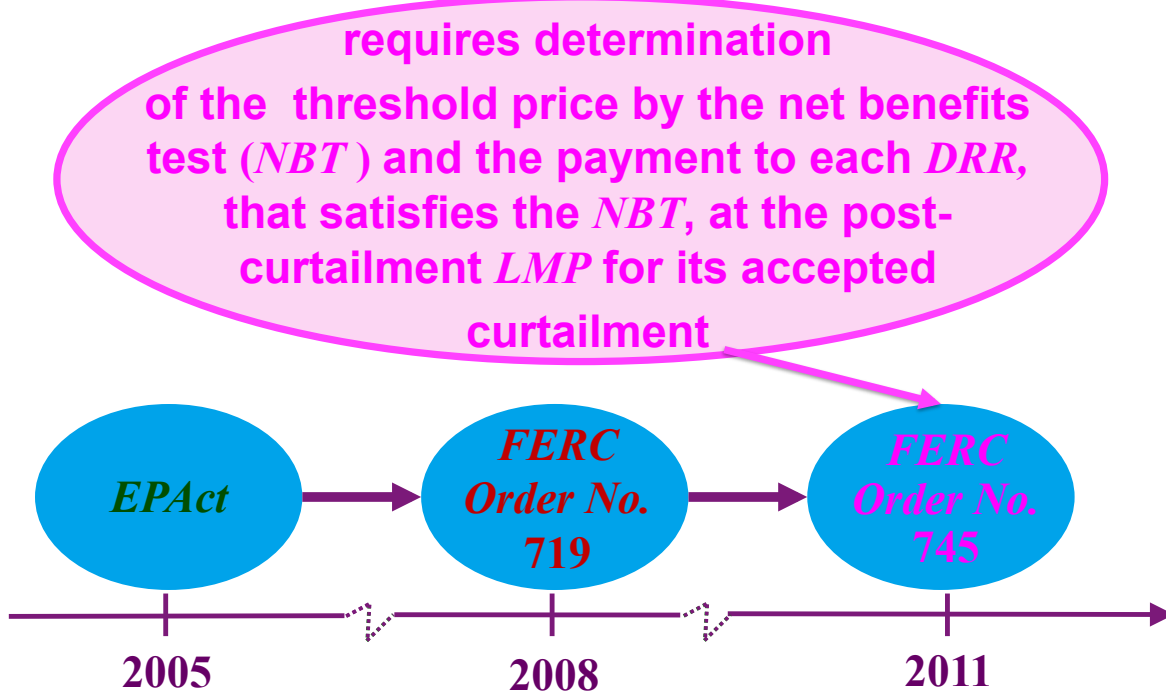 requires determination
of the threshold price by the net benefits
test (NBT ) and the payment to each DRR,
that satisfies the NBT, at the post-
curtailment LMP for its accepted
curtailment
EPAct
FERC
Order No.
719
FERC
Order No.
745
2005
2008
2011